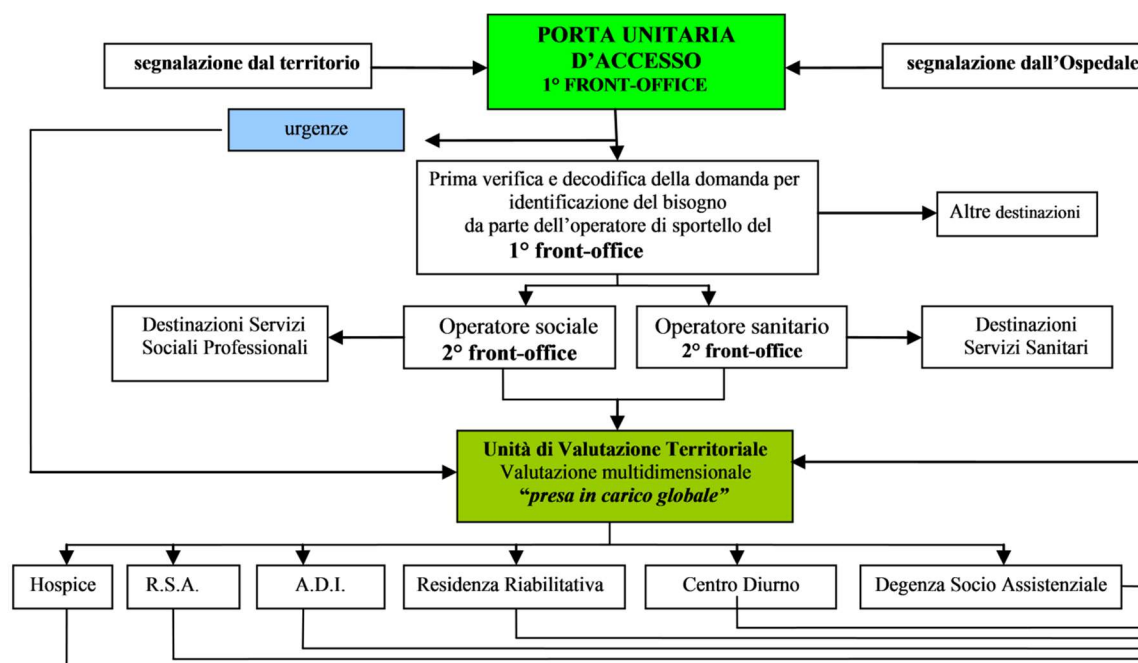 PORTA UNITARIA
D'ACCESSO
1° FRONT-OFFICE
segnalazione dal territorio
segnalazione dall'Ospedale
urgenze
Prima verifica e decodifica della domanda per
identificazione del bisogno
da parte dell'operatore di sportello del
1° front-office
Altre destinazioni
Destinazioni Servizi
Sociali Professionali
Operatore sociale
2° front-office
Operatore sanitario
2° front-office
Destinazioni
Servizi Sanitari
Unità di Valutazione Territoriale
Valutazione multidimensionale
“presa in carico globale”
Hospice
R.S.A.
A.D.I.
Residenza Riabilitativa
Centro Diurno
Degenza Socio Assistenziale